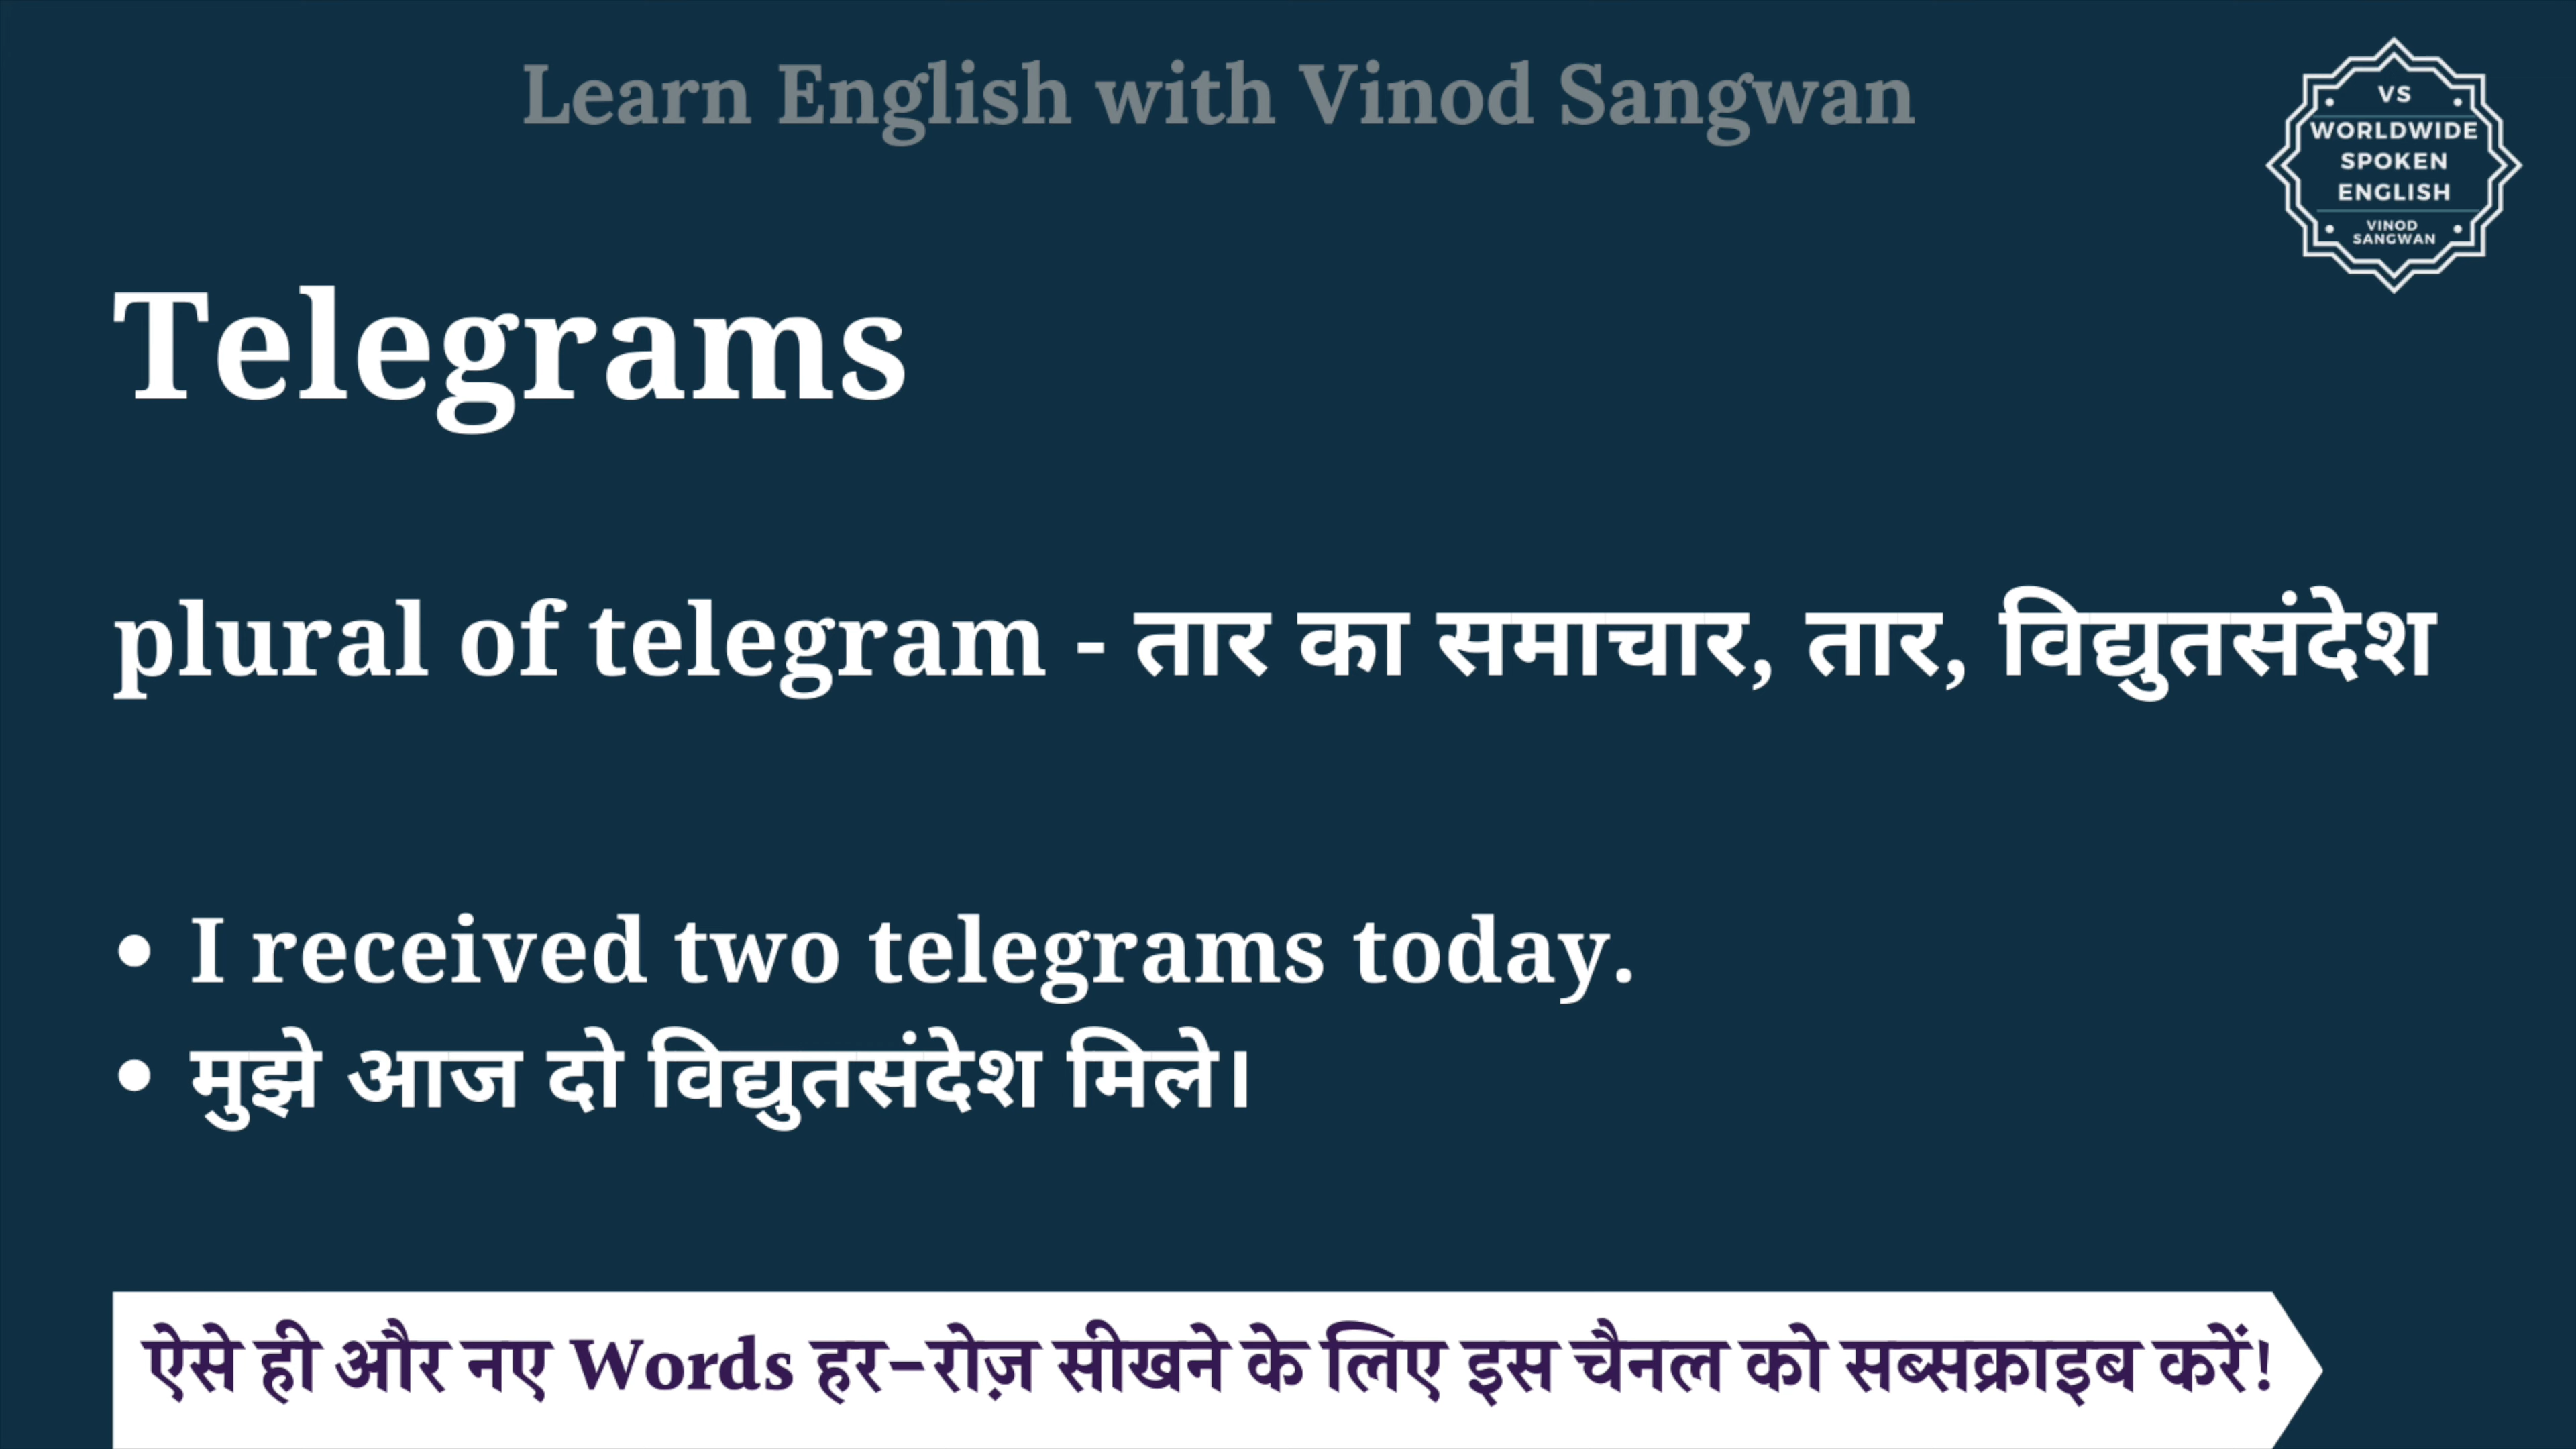 Learn English with Vinod Sangwan
VS
WORLDWIDE
SPOKEN
ENGLISH
VINOD
SANGWAN
Telegrams
plural of telegram - तार का समाचार, तार, विद्युतसंदेश
• I received two telegrams today.
• मुझे आज दो विद्युतसंदेश मिले।
ऐसे ही और नए Words हर-रोज़ सीखने के लिए इस चैनल को सब्सक्राइब करें!